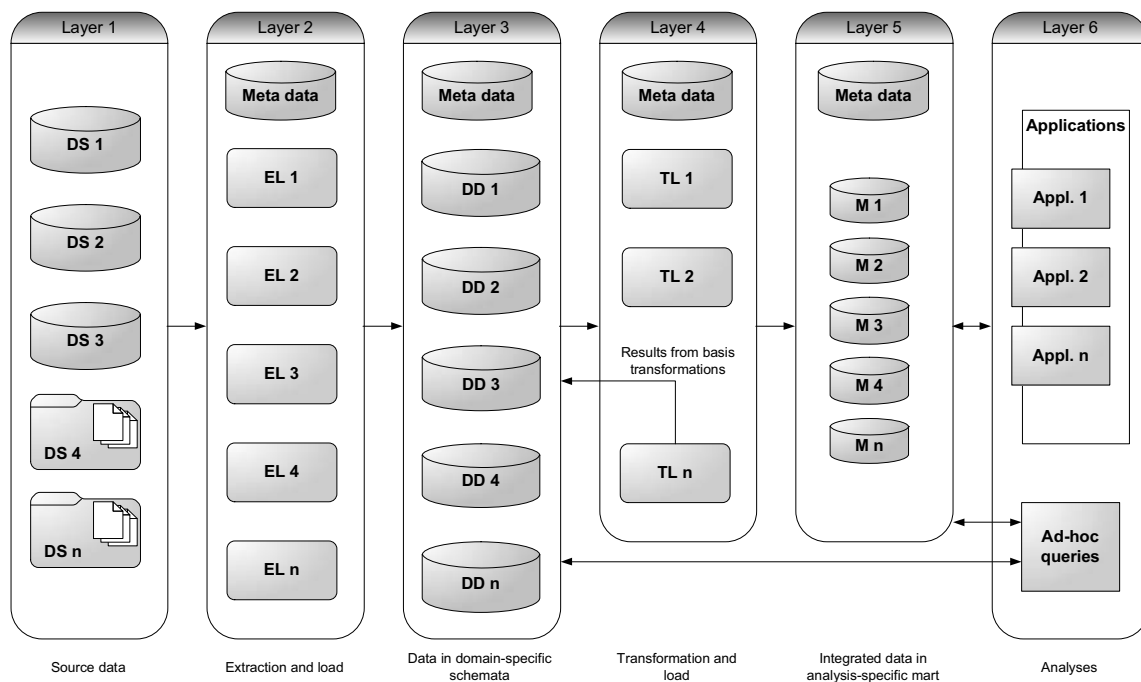 Layer 1
Layer 2
Layer 3
Layer 4
Layer 5
Layer 6
DS 1
DS 2
DS 3
DS 4
DS n
Source data
Meta data
EL 1
EL 2
EL 3
EL 4
EL n
Extraction and load
Meta data
DD 1
DD 2
DD 3
DD 4
DD n
Data in domain-specific
schemata
Meta data
TL 1
TL 2
Results from basis
transformations
TL n
Transformation and
load
Meta data
M 1
M 2
M 3
M 4
M n
Integrated data in
analysis-specific mart
Applications
Appl. 1
Appl. 2
Appl. n
Ad-hoc
queries
Analyses